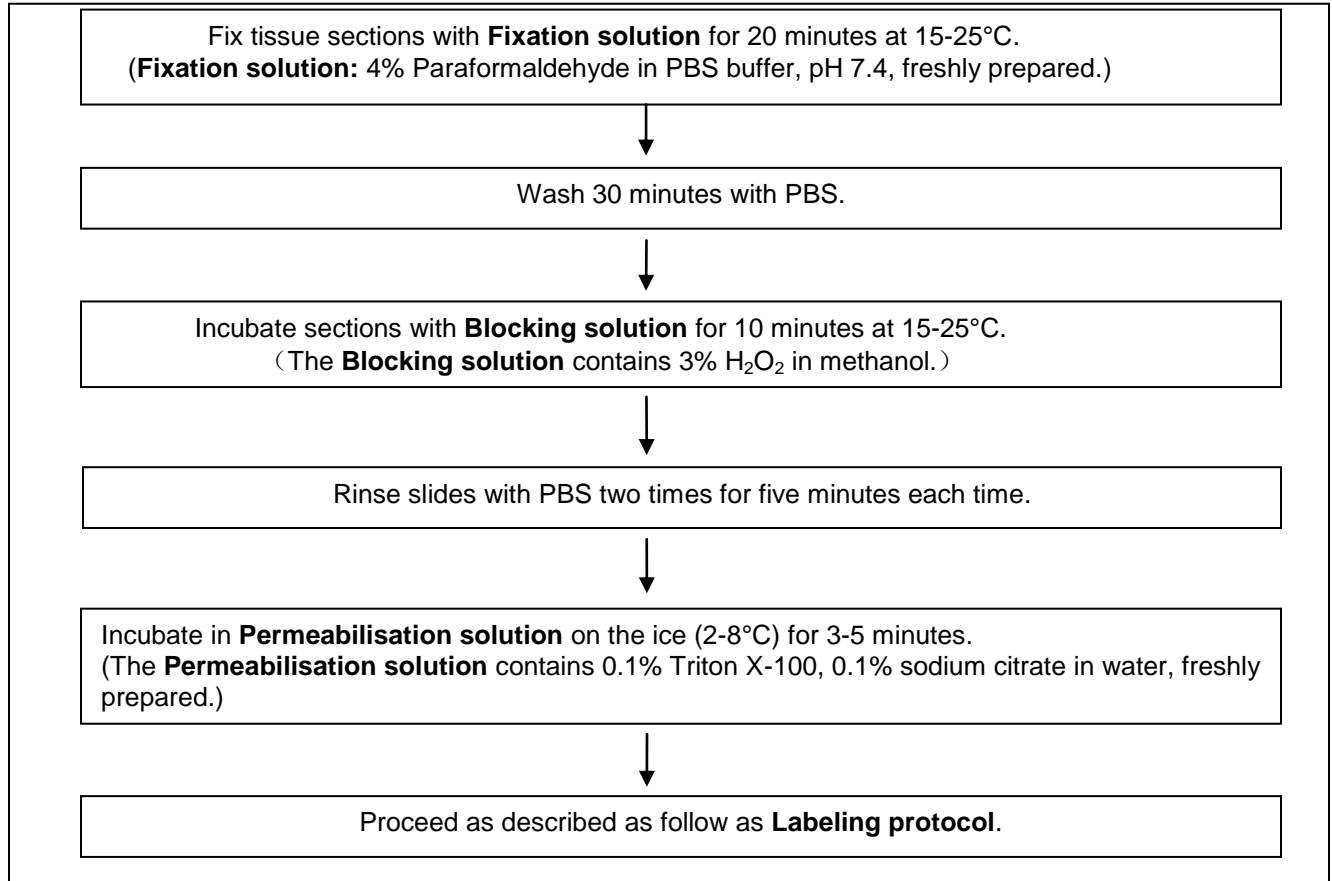 Fix tissue sections with Fixation solution for 20 minutes at 15-25°C.
(Fixation solution: 4% Paraformaldehyde in PBS buffer, pH 7.4, freshly prepared.)
Wash 30 minutes with PBS.
Incubate sections with Blocking solution for 10 minutes at 15-25°C.
（The Blocking solution contains 3% H₂O₂ in methanol.）
Rinse slides with PBS two times for five minutes each time.
Incubate in Permeabilisation solution on the ice (2-8°C) for 3-5 minutes.
(The Permeabilisation solution contains 0.1% Triton X-100, 0.1% sodium citrate in water, freshly
prepared.)
Proceed as described as follow as Labeling protocol.